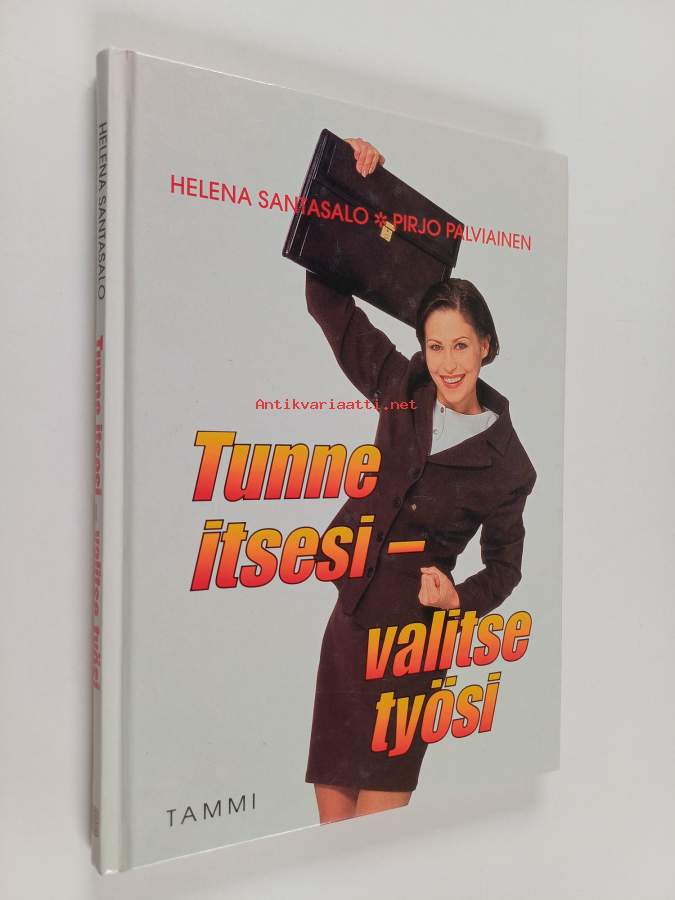 HELENA SANTASALO * PIRJO PALVIAINEN
Tunne
itsesi –
valitse
työsi
TAMMI
HELENA SANTASALO
Tunne itsesi – valitse työsi
Antikvariaatti.net